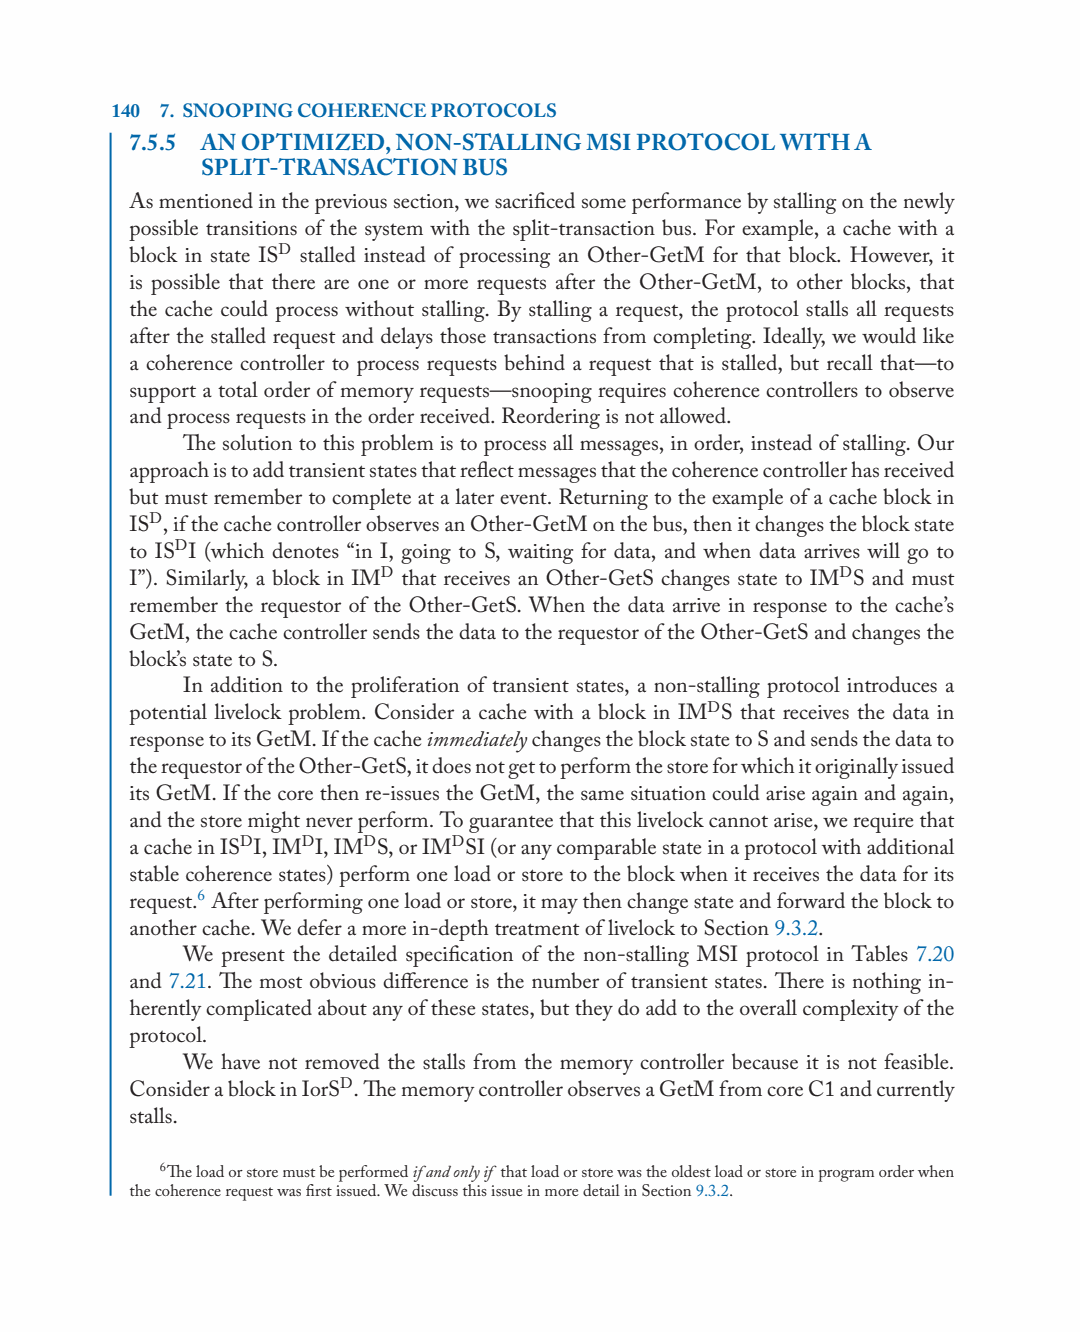 140 7. SNOOPING COHERENCE PROTOCOLS
7.5.5 AN OPTIMIZED, NON-STALLING MSI PROTOCOL WITH A
SPLIT-TRANSACTION BUS
As mentioned in the previous section, we sacrificed some performance by stalling on the newly
possible transitions of the system with the split-transaction bus. For example, a cache with a
block in state ISᴰ stalled instead of processing an Other-GetM for that block. However, it
is possible that there are one or more requests after the Other-GetM, to other blocks, that
the cache could process without stalling. By stalling a request, the protocol stalls all requests
after the stalled request and delays those transactions from completing. Ideally, we would like
a coherence controller to process requests behind a request that is stalled, but recall that—to
support a total order of memory requests—snooping requires coherence controllers to observe
and process requests in the order received. Reordering is not allowed.
The solution to this problem is to process all messages, in order, instead of stalling. Our
approach is to add transient states that reflect messages that the coherence controller has received
but must remember to complete at a later event. Returning to the example of a cache block in
ISᴰ, if the cache controller observes an Other-GetM on the bus, then it changes the block state
to ISᴰI (which denotes “in I, going to S, waiting for data, and when data arrives will go to
I”). Similarly, a block in IMᴰ that receives an Other-GetS changes state to IMᴰS and must
remember the requestor of the Other-GetS. When the data arrive in response to the cache’s
GetM, the cache controller sends the data to the requestor of the Other-GetS and changes the
block’s state to S.
In addition to the proliferation of transient states, a non-stalling protocol introduces a
potential livelock problem. Consider a cache with a block in IMᴰS that receives the data in
response to its GetM. If the cache immediately changes the block state to S and sends the data to
the requestor of the Other-GetS, it does not get to perform the store for which it originally issued
its GetM. If the core then re-issues the GetM, the same situation could arise again and again,
and the store might never perform. To guarantee that this livelock cannot arise, we require that
a cache in ISᴰI, IMᴰI, IMᴰS, or IMᴰSI (or any comparable state in a protocol with additional
stable coherence states) perform one load or store to the block when it receives the data for its
request.⁶ After performing one load or store, it may then change state and forward the block to
another cache. We defer a more in-depth treatment of livelock to Section 9.3.2.
We present the detailed specification of the non-stalling MSI protocol in Tables 7.20
and 7.21. The most obvious difference is the number of transient states. There is nothing in-
herently complicated about any of these states, but they do add to the overall complexity of the
protocol.
We have not removed the stalls from the memory controller because it is not feasible.
Consider a block in IorSᴰ. The memory controller observes a GetM from core C1 and currently
stalls.
⁶The load or store must be performed if and only if that load or store was the oldest load or store in program order when
the coherence request was first issued. We discuss this issue in more detail in Section 9.3.2.